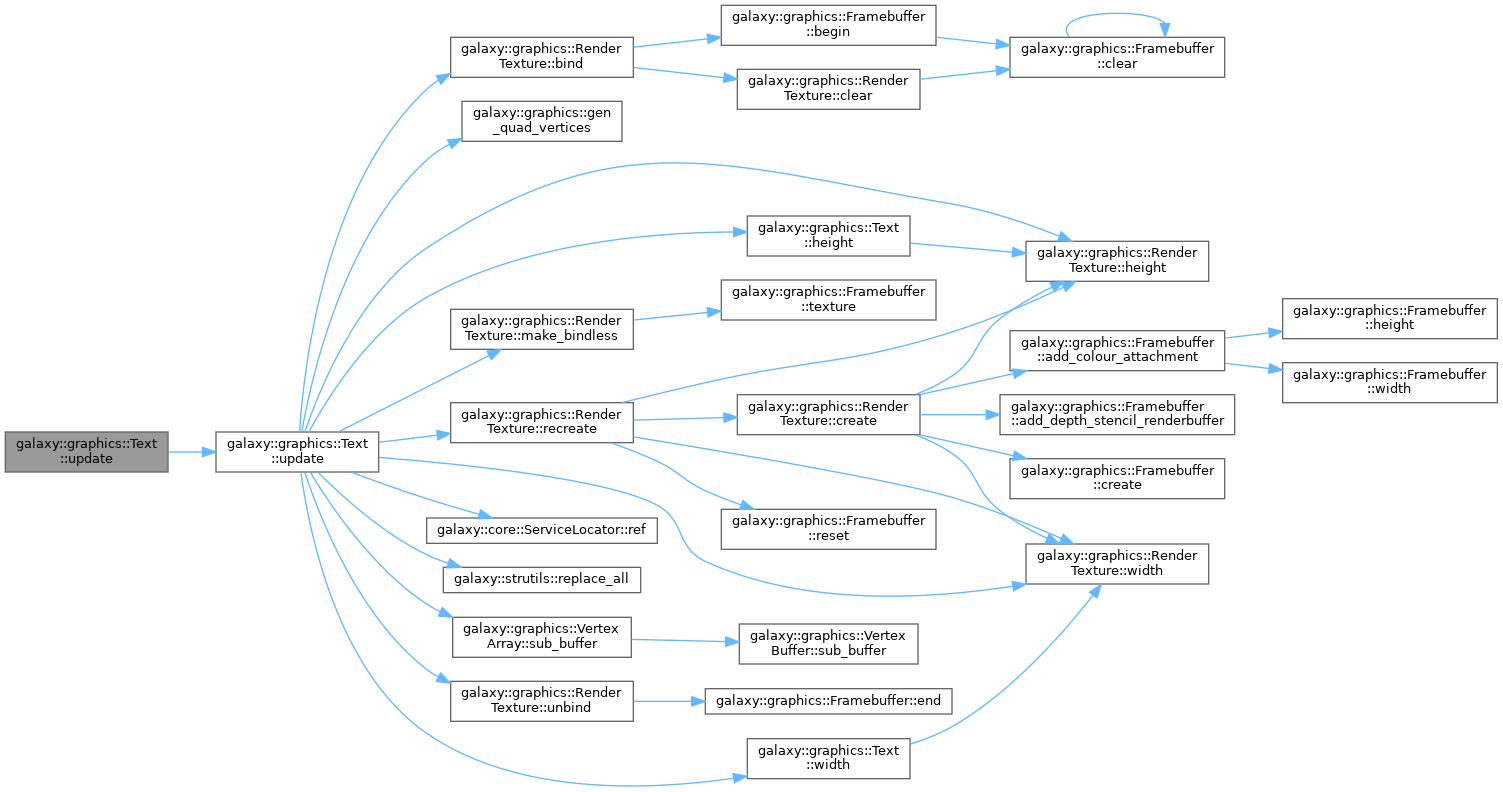 galaxy::graphics::Framebuffer
::begin
galaxy::graphics::Render
Texture::bind
galaxy::graphics::Framebuffer
::clear
galaxy::graphics::Render
Texture::clear
galaxy::graphics::gen
_quad_vertices
galaxy::graphics::Text
::height
galaxy::graphics::Render
Texture::height
galaxy::graphics::Framebuffer
::texture
galaxy::graphics::Render
Texture::make_bindless
galaxy::graphics::Framebuffer
::height
galaxy::graphics::Framebuffer
::add_colour_attachment
galaxy::graphics::Framebuffer
::width
galaxy::graphics::Render
Texture::recreate
galaxy::graphics::Render
Texture::create
galaxy::graphics::Framebuffer
::add_depth_stencil_renderbuffer
galaxy::graphics::Text
::update
galaxy::graphics::Text
::update
galaxy::graphics::Framebuffer
::create
galaxy::core::ServiceLocator::ref
galaxy::graphics::Framebuffer
::reset
galaxy::graphics::Render
Texture::width
galaxy::strutils::replace_all
galaxy::graphics::Vertex
Array::sub_buffer
galaxy::graphics::Vertex
Buffer::sub_buffer
galaxy::graphics::Render
Texture::unbind
galaxy::graphics::Framebuffer::end
galaxy::graphics::Text
::width